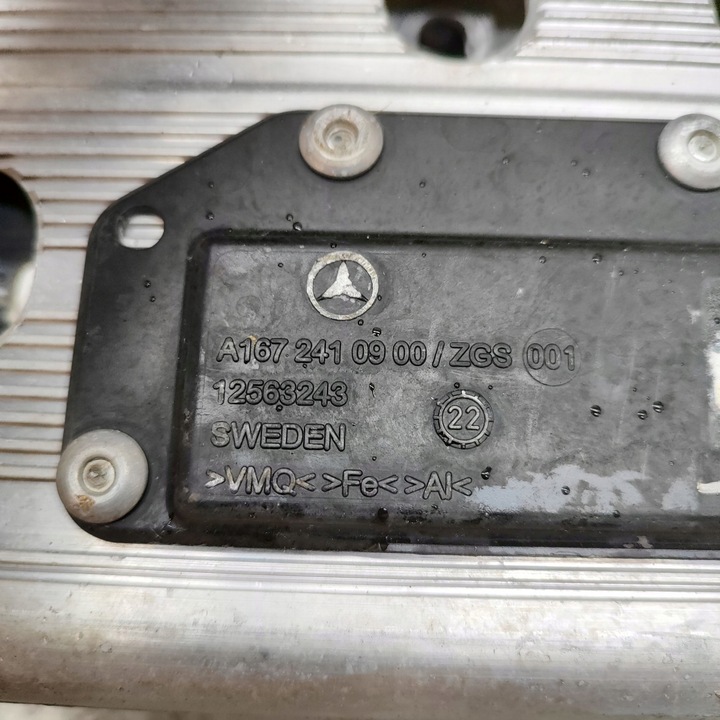 A167 241 09 00 / ZGS 001
12563243
22
SWEDEN
>VMQ< >Fe< >Al<